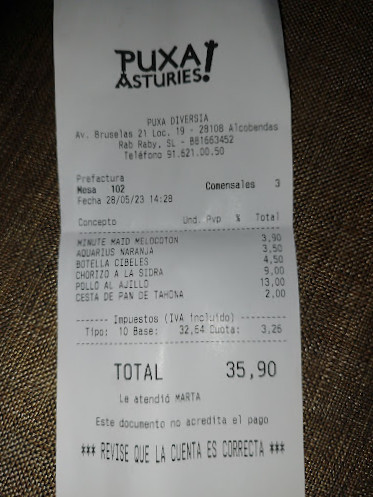 PUXA
ASTURIES!
PUXA DIVERSIA
Av. Bruselas 21 Loc. 19 - 28108 Alcobendas
Rab Raby, SL - B81663452
Teléfono 91.621.00.50
Prefactura
Mesa 102 Comensales 3
Fecha 28/05/23 14:28
Concepto Und. Pvp % Total
MINUTE MAID MELOCOTON 3,90
AQUARIUS NARANJA 3,50
BOTELLA CIBELES 4,50
CHORIZO A LA SIDRA 9,00
POLLO AL AJILLO 13,00
CESTA DE PAN DE TAHONA 2,00
------- Impuestos (IVA incluido) -------
Tipo: 10 Base: 32,64 Cuota: 3,26
TOTAL 35,90
Le atendió MARTA
Este documento no acredita el pago
*** REVISE QUE LA CUENTA ES CORRECTA ***